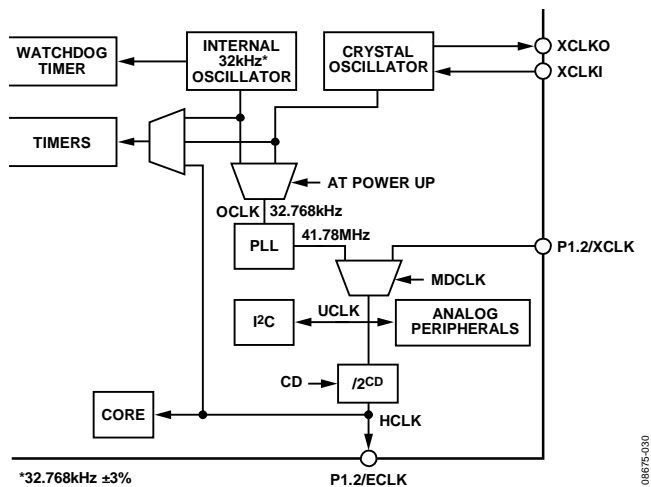 WATCHDOG
TIMER
INTERNAL
32kHz*
OSCILLATOR
CRYSTAL
OSCILLATOR
XCLKO
XCLKI
TIMERS
AT POWER UP
OCLK 32.768kHz
PLL
41.78MHz
P1.2/XCLK
MDCLK
I2C
UCLK
ANALOG
PERIPHERALS
CD
/2CD
CORE
HCLK
*32.768kHz ±3%
P1.2/ECLK
08675-030